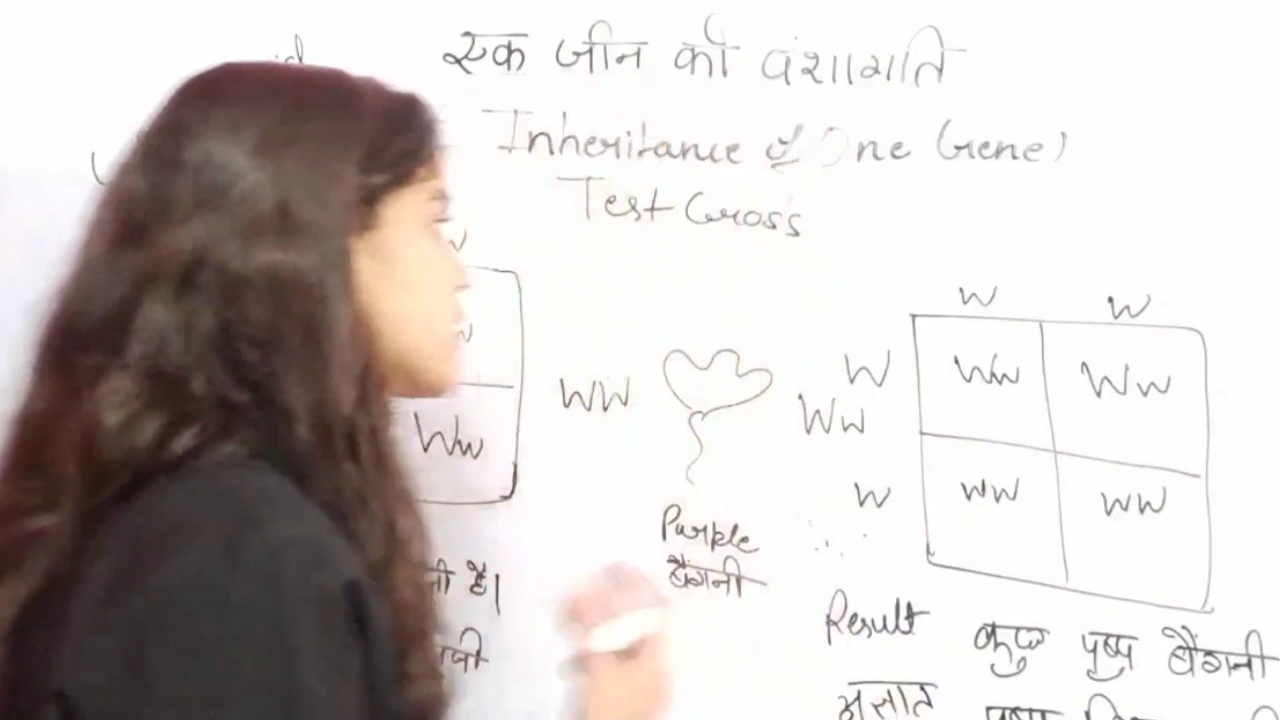 एक जीन की वंशागति
Inheritance of One Gene)
Test Cross
w w
W Ww Ww
Ww
w ww ww
ww
Ww
Purple
बैंगनी
है।
Result कुछ पुष्प बैंगनी
अज्ञात